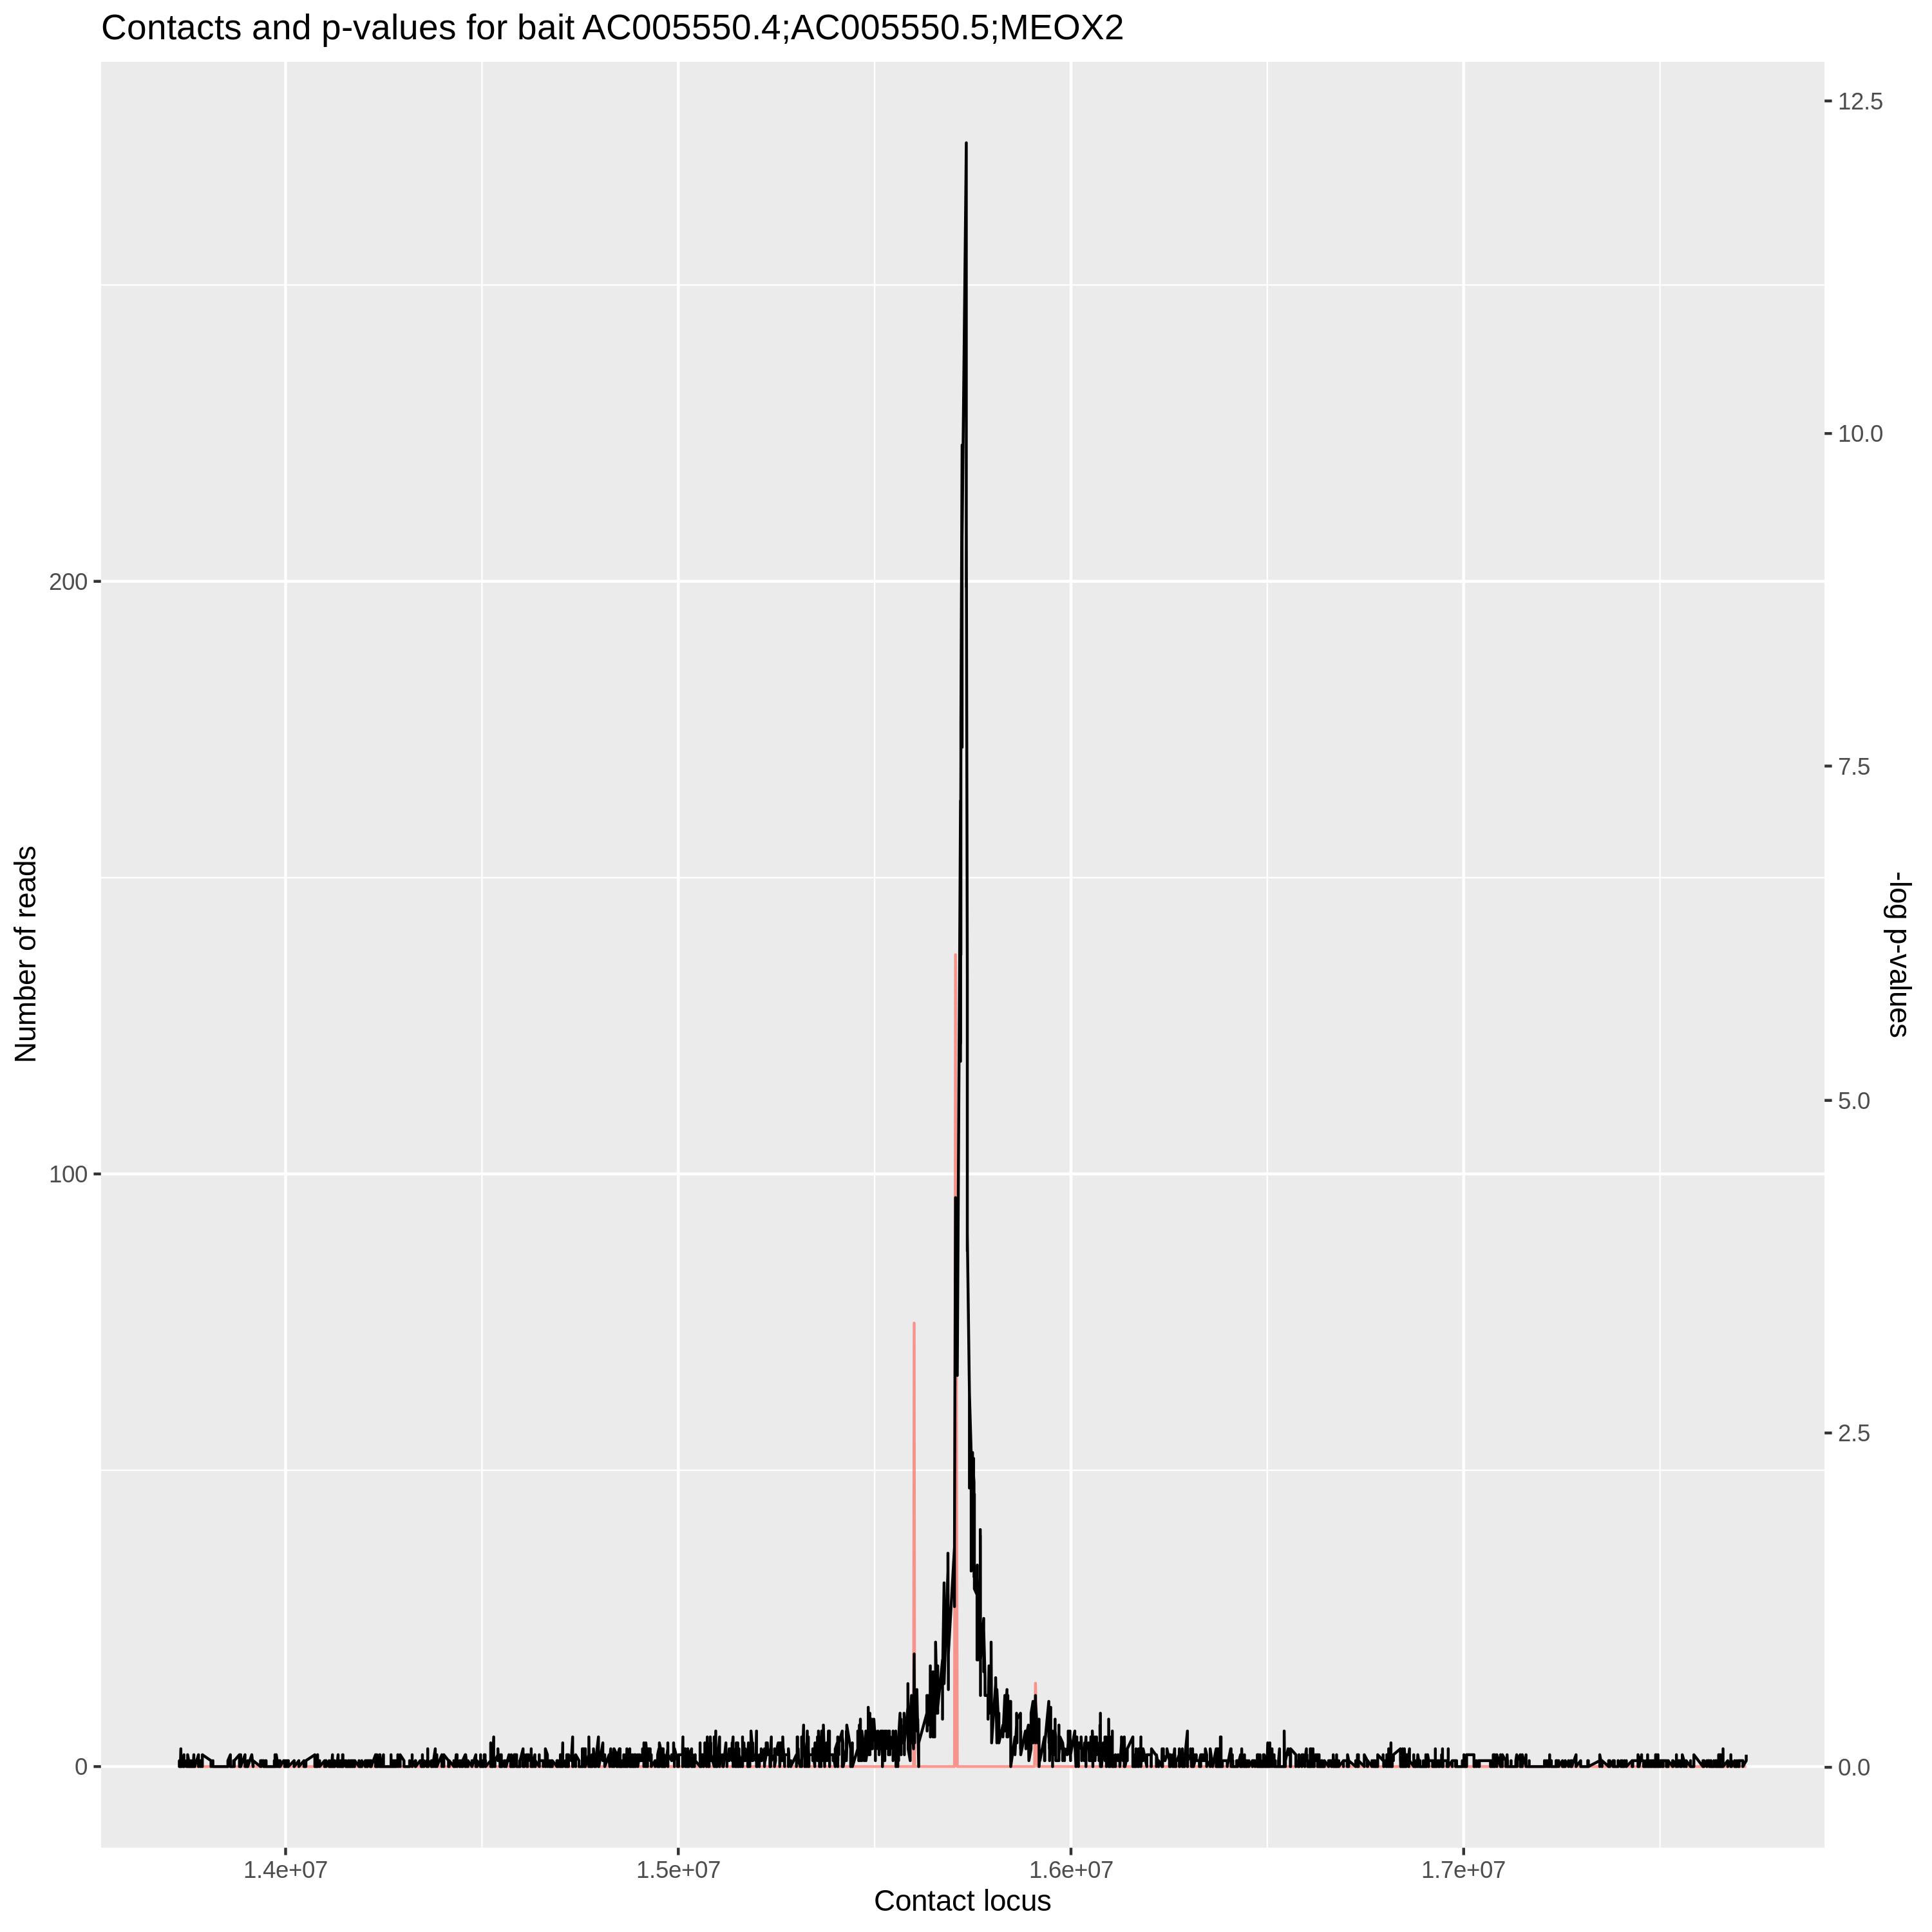 Contacts and p-values for bait AC005550.4;AC005550.5;MEOX2
12.5
10.0
200
7.5
Number of reads
-log p-values
5.0
100
2.5
0
0.0
1.4e+07
1.5e+07
1.6e+07
1.7e+07
Contact locus